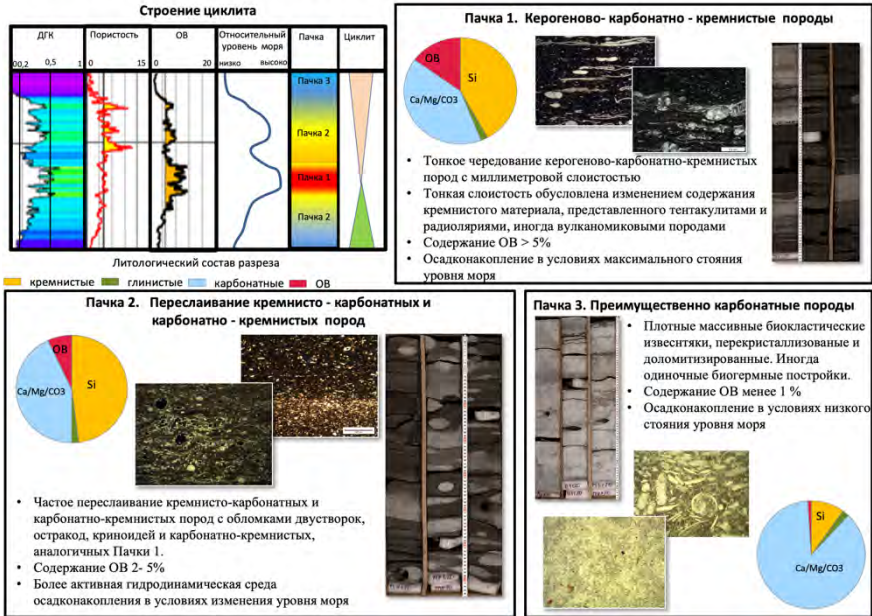 Строение циклита
ДГК
Пористость
ОВ
Относительный
уровень моря
Пачка
Циклит
00,2
0,5
1
0
15
0
20
низко
высоко
Пачка 3
Пачка 2
Пачка 1
Пачка 2
Литологический состав разреза
кремнистые
глинистые
карбонатные
ОВ
Пачка 1. Керогеново- карбонатно - кремнистые породы
ОВ
Si
Ca/Mg/CO3
• Тонкое чередование керогеново-карбонатно-кремнистых
пород с миллиметровой слоистостью
• Тонкая слоистость обусловлена изменением содержания
кремнистого материала, представленного тентакулитами и
радиоляриями, иногда вулканомиковыми породами
• Содержание ОВ > 5%
• Осадконакопление в условиях максимального стояния
уровня моря
Пачка 2. Переслаивание кремнисто - карбонатных и
карбонатно - кремнистых пород
ОВ
Si
Ca/Mg/CO3
• Частое переслаивание кремнисто-карбонатных и
карбонатно-кремнистых пород с обломками двустворок,
остракод, криноидей и карбонатно-кремнистых,
аналогичных Пачки 1.
• Содержание ОВ 2- 5%
• Более активная гидродинамическая среда
осадконакопления в условиях изменения уровня моря
Пачка 3. Преимущественно карбонатные породы
• Плотные массивные биокластические
извеснтяки, перекристаллизованые и
доломитизированные. Иногда
одиночные биогермные постройки.
• Содержание ОВ менее 1 %
• Осадконакопление в условиях низкого
стояния уровня моря
Si
Ca/Mg/CO3